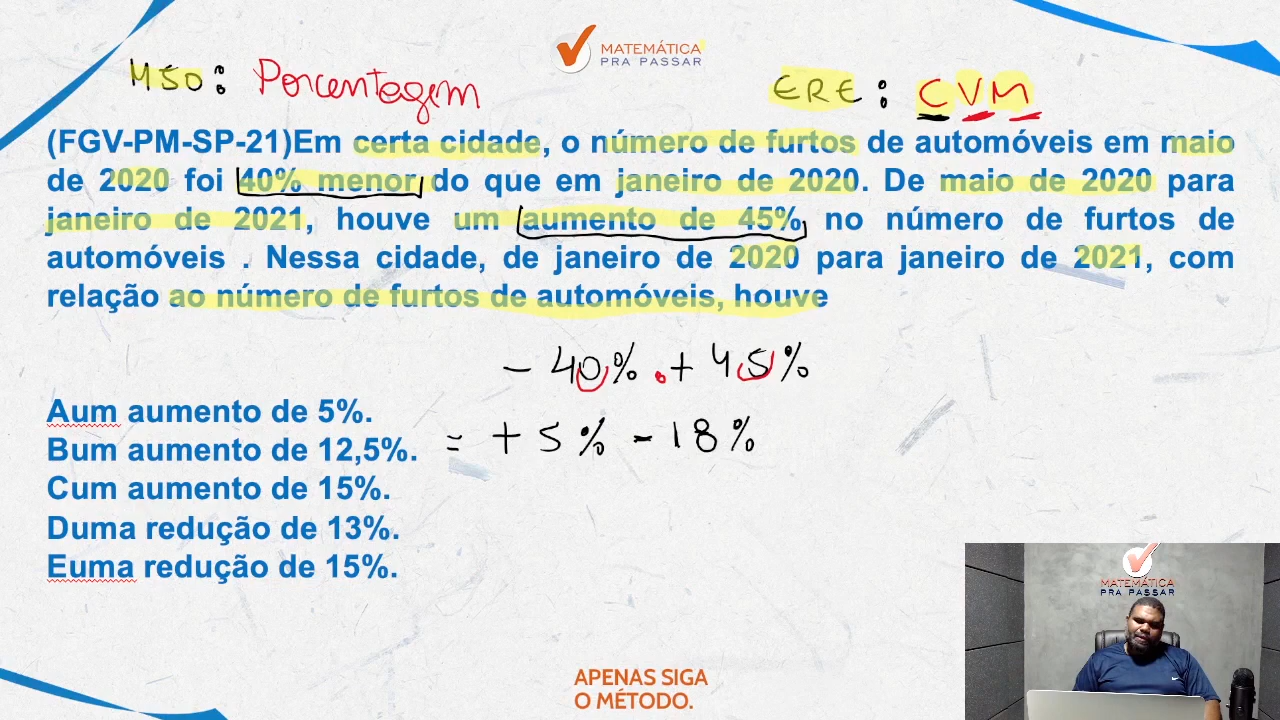 MATEMÁTICA
PRA PASSAR
MSO: Porcentagem
ERE: CVM
(FGV-PM-SP-21)Em certa cidade, o número de furtos de automóveis em maio
de 2020 foi 40% menor do que em janeiro de 2020. De maio de 2020 para
janeiro de 2021, houve um aumento de 45% no número de furtos de
automóveis . Nessa cidade, de janeiro de 2020 para janeiro de 2021, com
relação ao número de furtos de automóveis, houve
- 40% . + 45%
= + 5% - 18%
Aum aumento de 5%.
Bum aumento de 12,5%.
Cum aumento de 15%.
Duma redução de 13%.
Euma redução de 15%.
MATEMÁTICA
PRA PASSAR
APENAS SIGA
O MÉTODO.